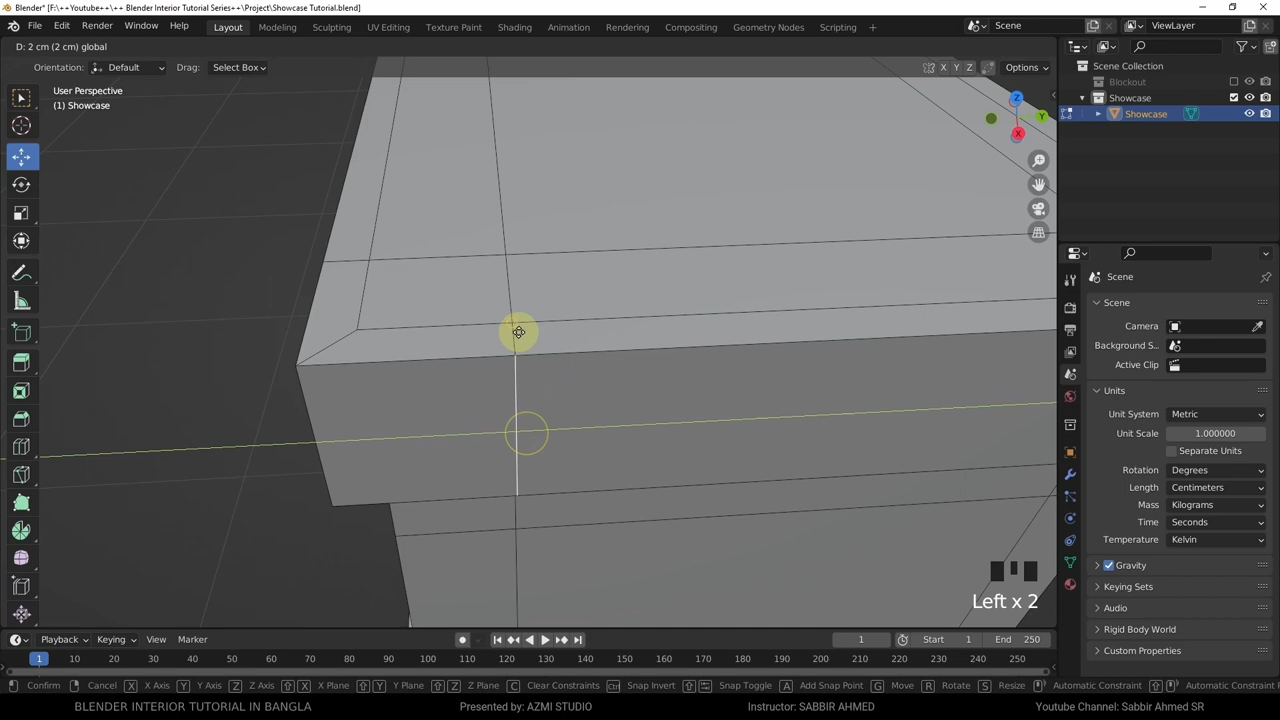 Blender* [F:\++Youtube++\++ Blender Interior Tutorial Series++\Project\Showcase Tutorial.blend]
File Edit Render Window Help Layout Modeling Sculpting UV Editing Texture Paint Shading Animation Rendering Compositing Geometry Nodes Scripting + Scene ViewLayer
D: 2 cm (2 cm) global
Orientation: Default Drag: Select Box X Y Z Options
User Perspective
(1) Showcase
Z
Y
X
Scene Collection
Blockout
Showcase
Showcase
Scene
Scene
Camera
Background S...
Active Clip
Units
Unit System Metric
Unit Scale 1.000000
Separate Units
Rotation Degrees
Length Centimeters
Mass Kilograms
Time Seconds
Temperature Kelvin
Gravity
Keying Sets
Audio
Rigid Body World
Custom Properties
Left x 2
Playback Keying View Marker 1 Start 1 End 250
1 10 20 30 40 50 60 70 80 90 100 110 120 130 140 150 160 170 180 190 200 210 220 230 240 250
Confirm Cancel X X Axis Y Y Axis Z Z Axis X X Plane Y Y Plane Z Z Plane C Clear Constraints Ctrl Snap Invert Snap Toggle A Add Snap Point G Move R Rotate S Resize Automatic Constraint Automatic Constraint
BLENDER INTERIOR TUTORIAL IN BANGLA Presented by: AZMI STUDIO Instructor: SABBIR AHMED Youtube Channel: Sabbir Ahmed SR